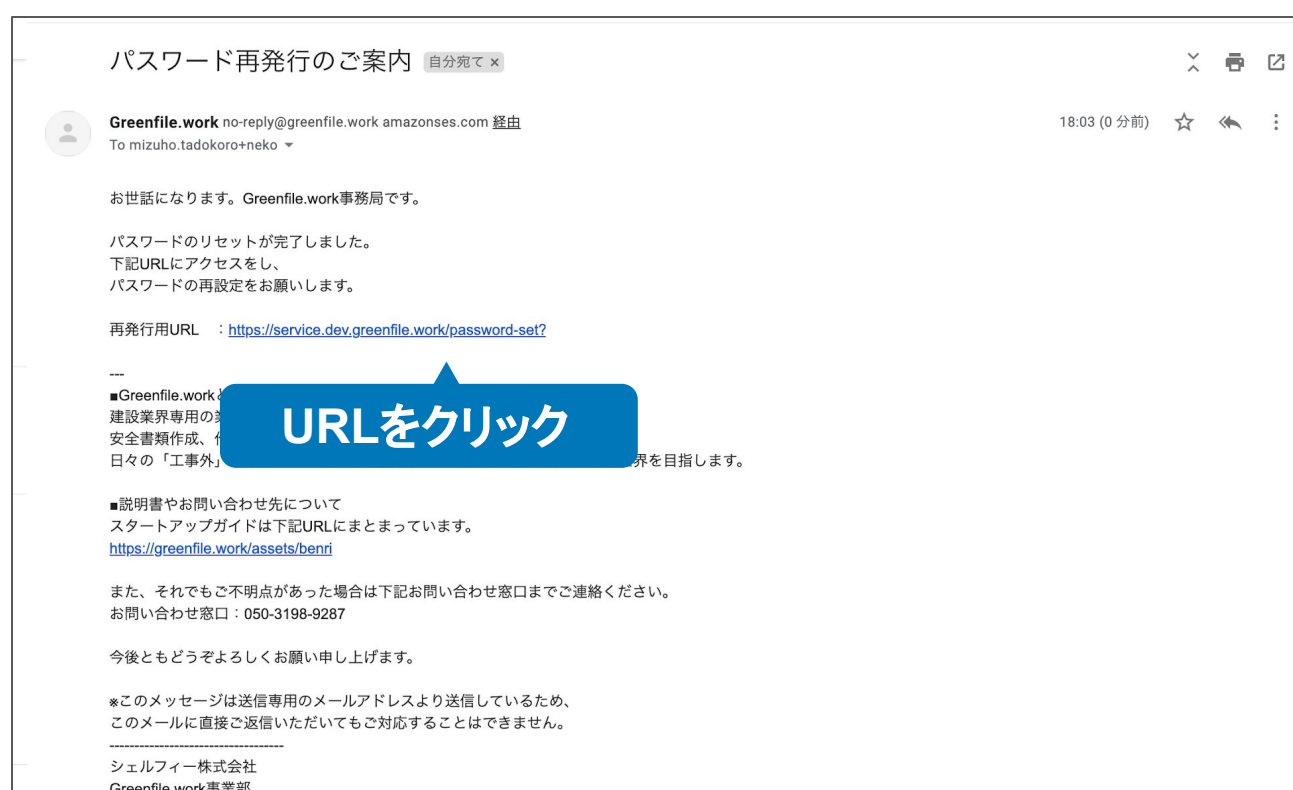 パスワード再発行のご案内 自分宛て ×
Greenfile.work no-reply@greenfile.work amazonses.com 経由
18:03 (0 分前)
To mizuho.tadokoro+neko
お世話になります。Greenfile.work事務局です。
パスワードのリセットが完了しました。
下記URLにアクセスをし、
パスワードの再設定をお願いします。
再発行用URL ：https://service.dev.greenfile.work/password-set?
---
■Greenfile.workと
建設業界専用の
安全書類作成、
日々の「工事外」
界を目指します。
URLをクリック
■説明書やお問い合わせ先について
スタートアップガイドは下記URLにまとまっています。
https://greenfile.work/assets/benri
また、それでもご不明点があった場合は下記お問い合わせ窓口までご連絡ください。
お問い合わせ窓口：050-3198-9287
今後ともどうぞよろしくお願い申し上げます。
※このメッセージは送信専用のメールアドレスより送信しているため、
このメールに直接ご返信いただいてもご対応することはできません。
-----------------------------------
シェルフィー株式会社
Greenfile.work事業部